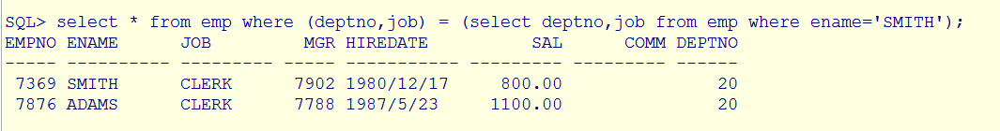 SQL> select * from emp where (deptno,job) = (select deptno,job from emp where ename='SMITH');
EMPNO ENAME      JOB         MGR HIREDATE          SAL      COMM DEPTNO
----- ---------- --------- ----- ----------- --------- --------- ------
 7369 SMITH      CLERK      7902 1980/12/17     800.00               20
 7876 ADAMS      CLERK      7788 1987/5/23     1100.00               20